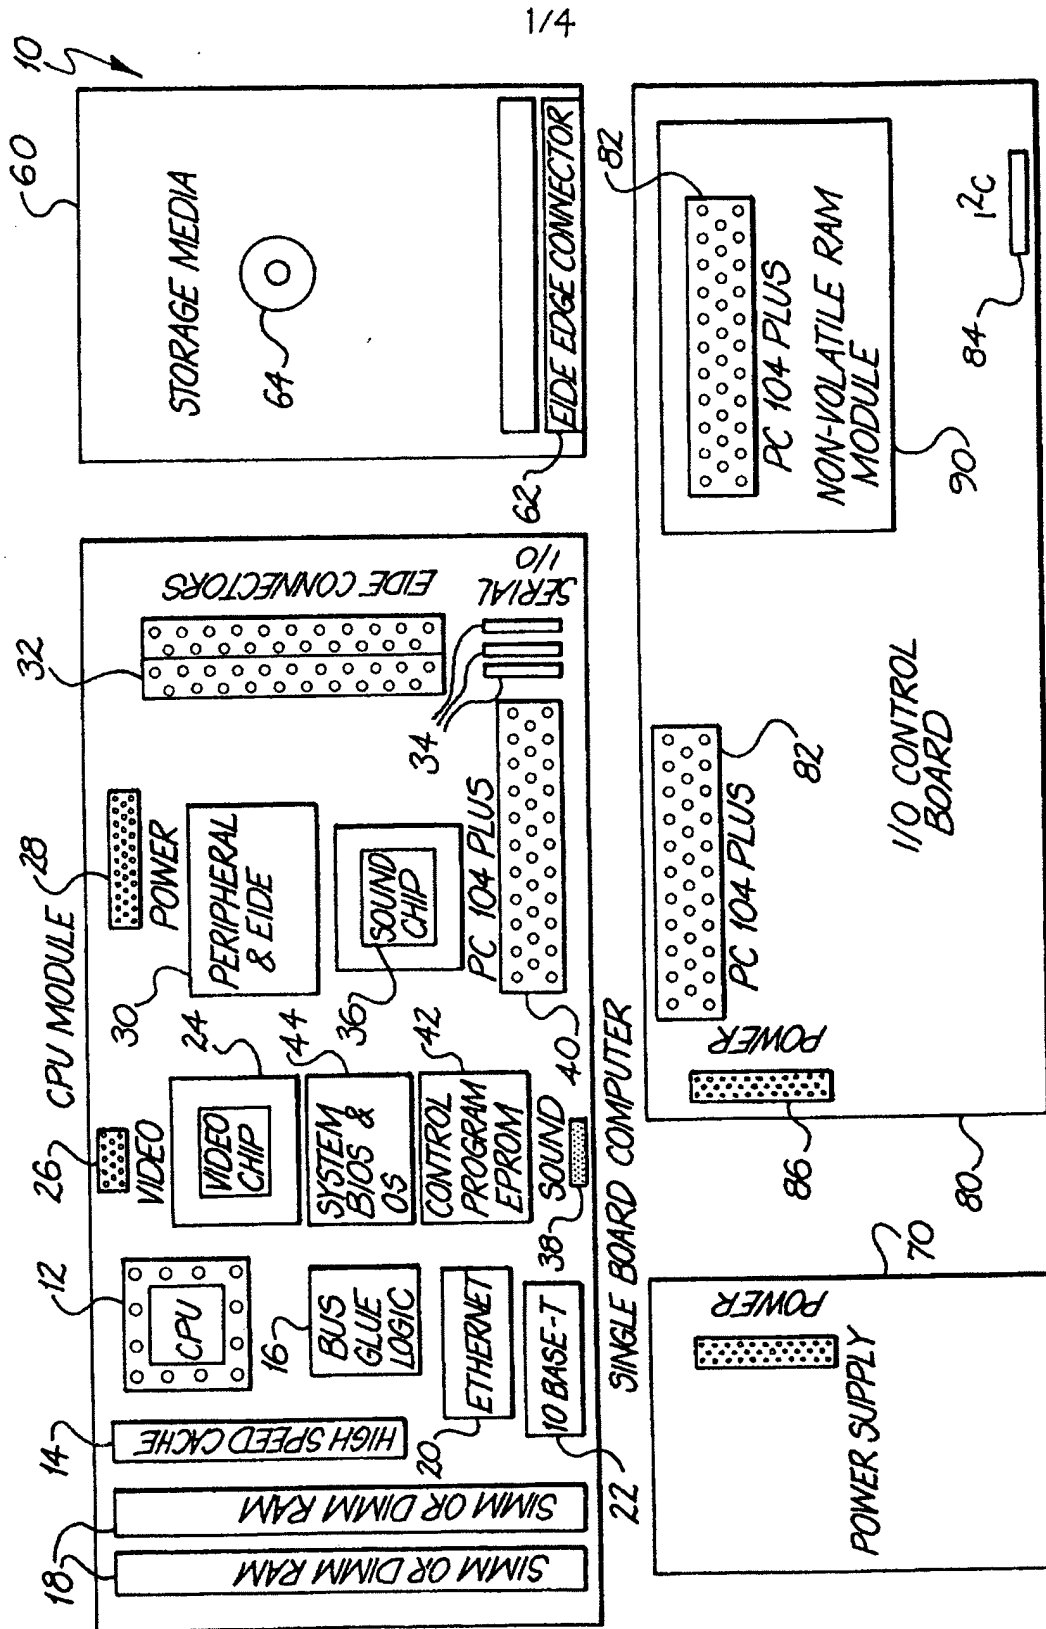 1/4
10
CPU MODULE
18
SIMM OR DIMM RAM
SIMM OR DIMM RAM
14
HIGH SPEED CACHE
12
CPU
26
VIDEO
28
POWER
32
EIDE CONNECTORS
16
BUS
GLUE
LOGIC
24
VIDEO
CHIP
30
PERIPHERAL
& EIDE
44
SYSTEM
BIOS &
OS
36
SOUND
CHIP
20
ETHERNET
42
CONTROL
PROGRAM
EPROM
34
SERIAL
I/O
22
10 BASE-T
38
SOUND
40
PC 104 PLUS
SINGLE BOARD COMPUTER
60
STORAGE MEDIA
64
62
EIDE EDGE CONNECTOR
70
POWER
POWER SUPPLY
80
86
POWER
82
PC 104 PLUS
I/O CONTROL
BOARD
82
PC 104 PLUS
NON-VOLATILE RAM
MODULE
90
84
I²C